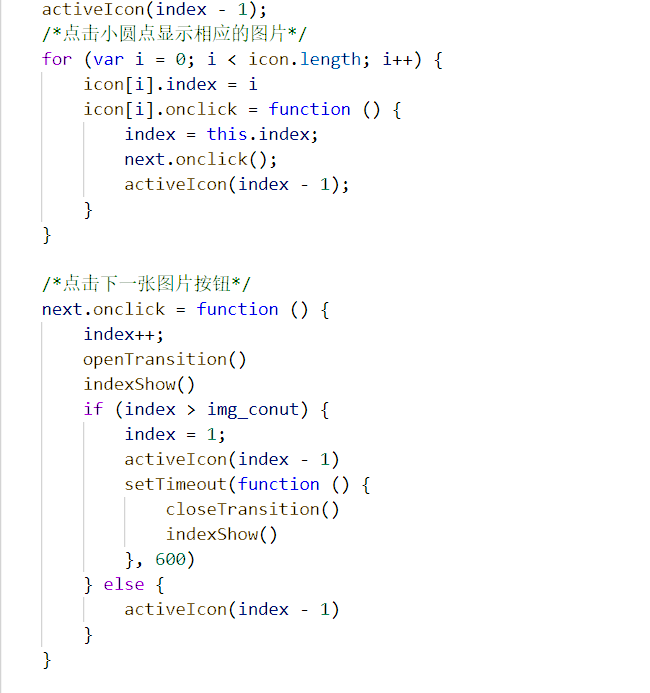 activeIcon(index - 1);
/*点击小圆点显示相应的图片*/
for (var i = 0; i < icon.length; i++) {
icon[i].index = i
icon[i].onclick = function () {
index = this.index;
next.onclick();
activeIcon(index - 1);
}
}
/*点击下一张图片按钮*/
next.onclick = function () {
index++;
openTransition()
indexShow()
if (index > img_conut) {
index = 1;
activeIcon(index - 1)
setTimeout(function () {
closeTransition()
indexShow()
}, 600)
} else {
activeIcon(index - 1)
}
}